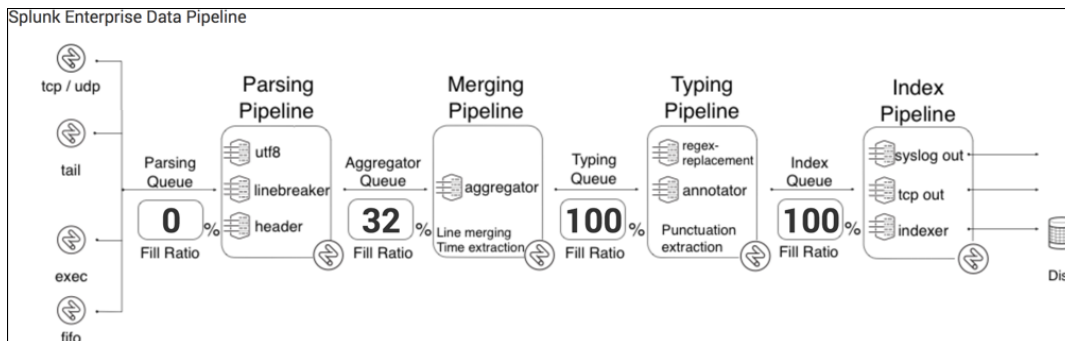 Splunk Enterprise Data Pipeline
tcp / udp
tail
exec
fifo
Parsing
Queue
0 %
Fill Ratio
Parsing
Pipeline
utf8
linebreaker
header
Aggregator
Queue
32 %
Fill Ratio
Merging
Pipeline
aggregator
Line merging
Time extraction
Typing
Queue
100 %
Fill Ratio
Typing
Pipeline
regex-
replacement
annotator
Punctuation
extraction
Index
Queue
100 %
Fill Ratio
Index
Pipeline
syslog out
tcp out
indexer
Dis